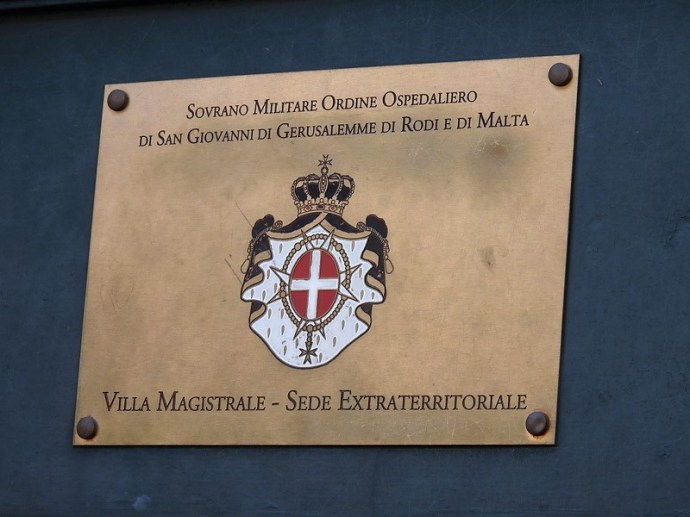 Sovrano Militare Ordine Ospedaliero
di San Giovanni di Gerusalemme di Rodi e di Malta
Villa Magistrale - Sede Extraterritoriale